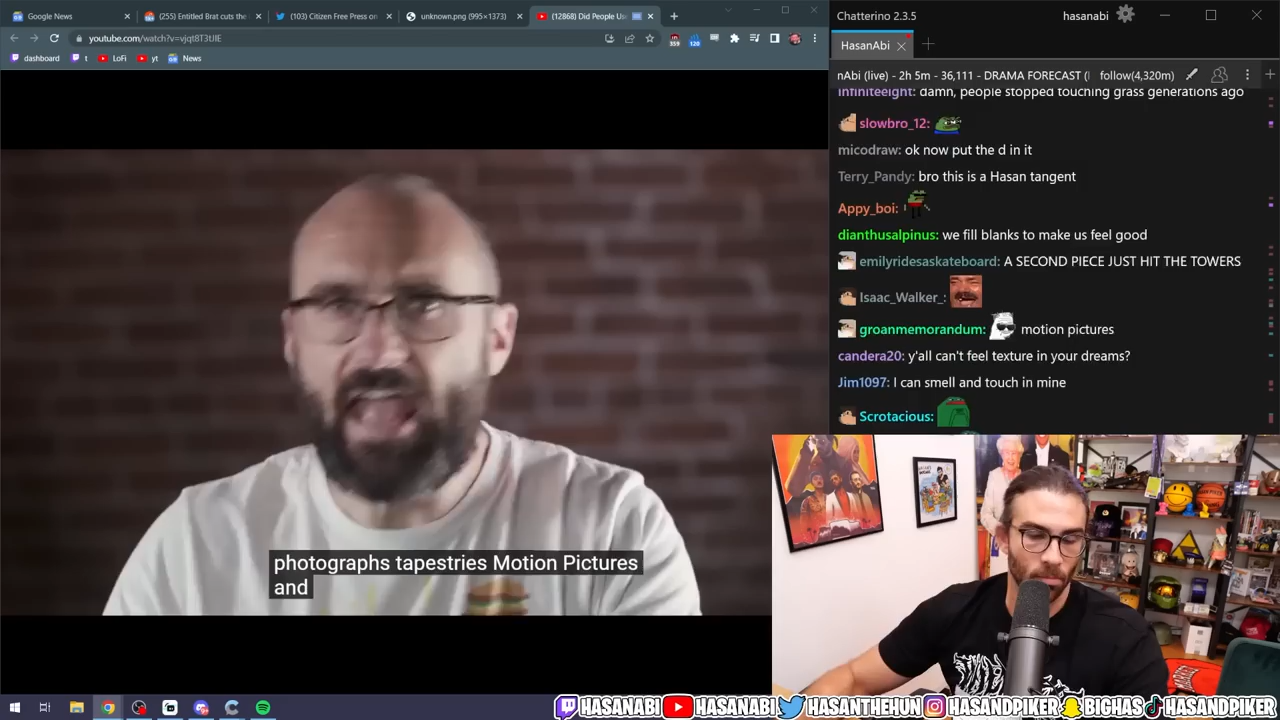 Google News
(255) Entitled Brat cuts the
(103) Citizen Free Press on
unknown.png (995×1373)
(12868) Did People Us
youtube.com/watch?v=vjqt8T3tJIE
dashboard
t
LoFi
yt
News
359
120
photographs tapestries Motion Pictures
and
Chatterino 2.3.5
hasanabi
HasanAbi
nAbi (live) - 2h 5m - 36,111 - DRAMA FORECAST (
follow(4,320m)
infiniteeight: damn, people stopped touching grass generations ago
slowbro_12:
micodraw: ok now put the d in it
Terry_Pandy: bro this is a Hasan tangent
Appy_boi:
dianthusalpinus: we fill blanks to make us feel good
emilyridesaskateboard: A SECOND PIECE JUST HIT THE TOWERS
Isaac_Walker_:
groanmemorandum: motion pictures
candera20: y'all can't feel texture in your dreams?
Jim1097: I can smell and touch in mine
Scrotacious:
HASANABI
HASANABI
HASANTHEHUN
HASANDPIKER
BIGHAS
HASANDPIKER